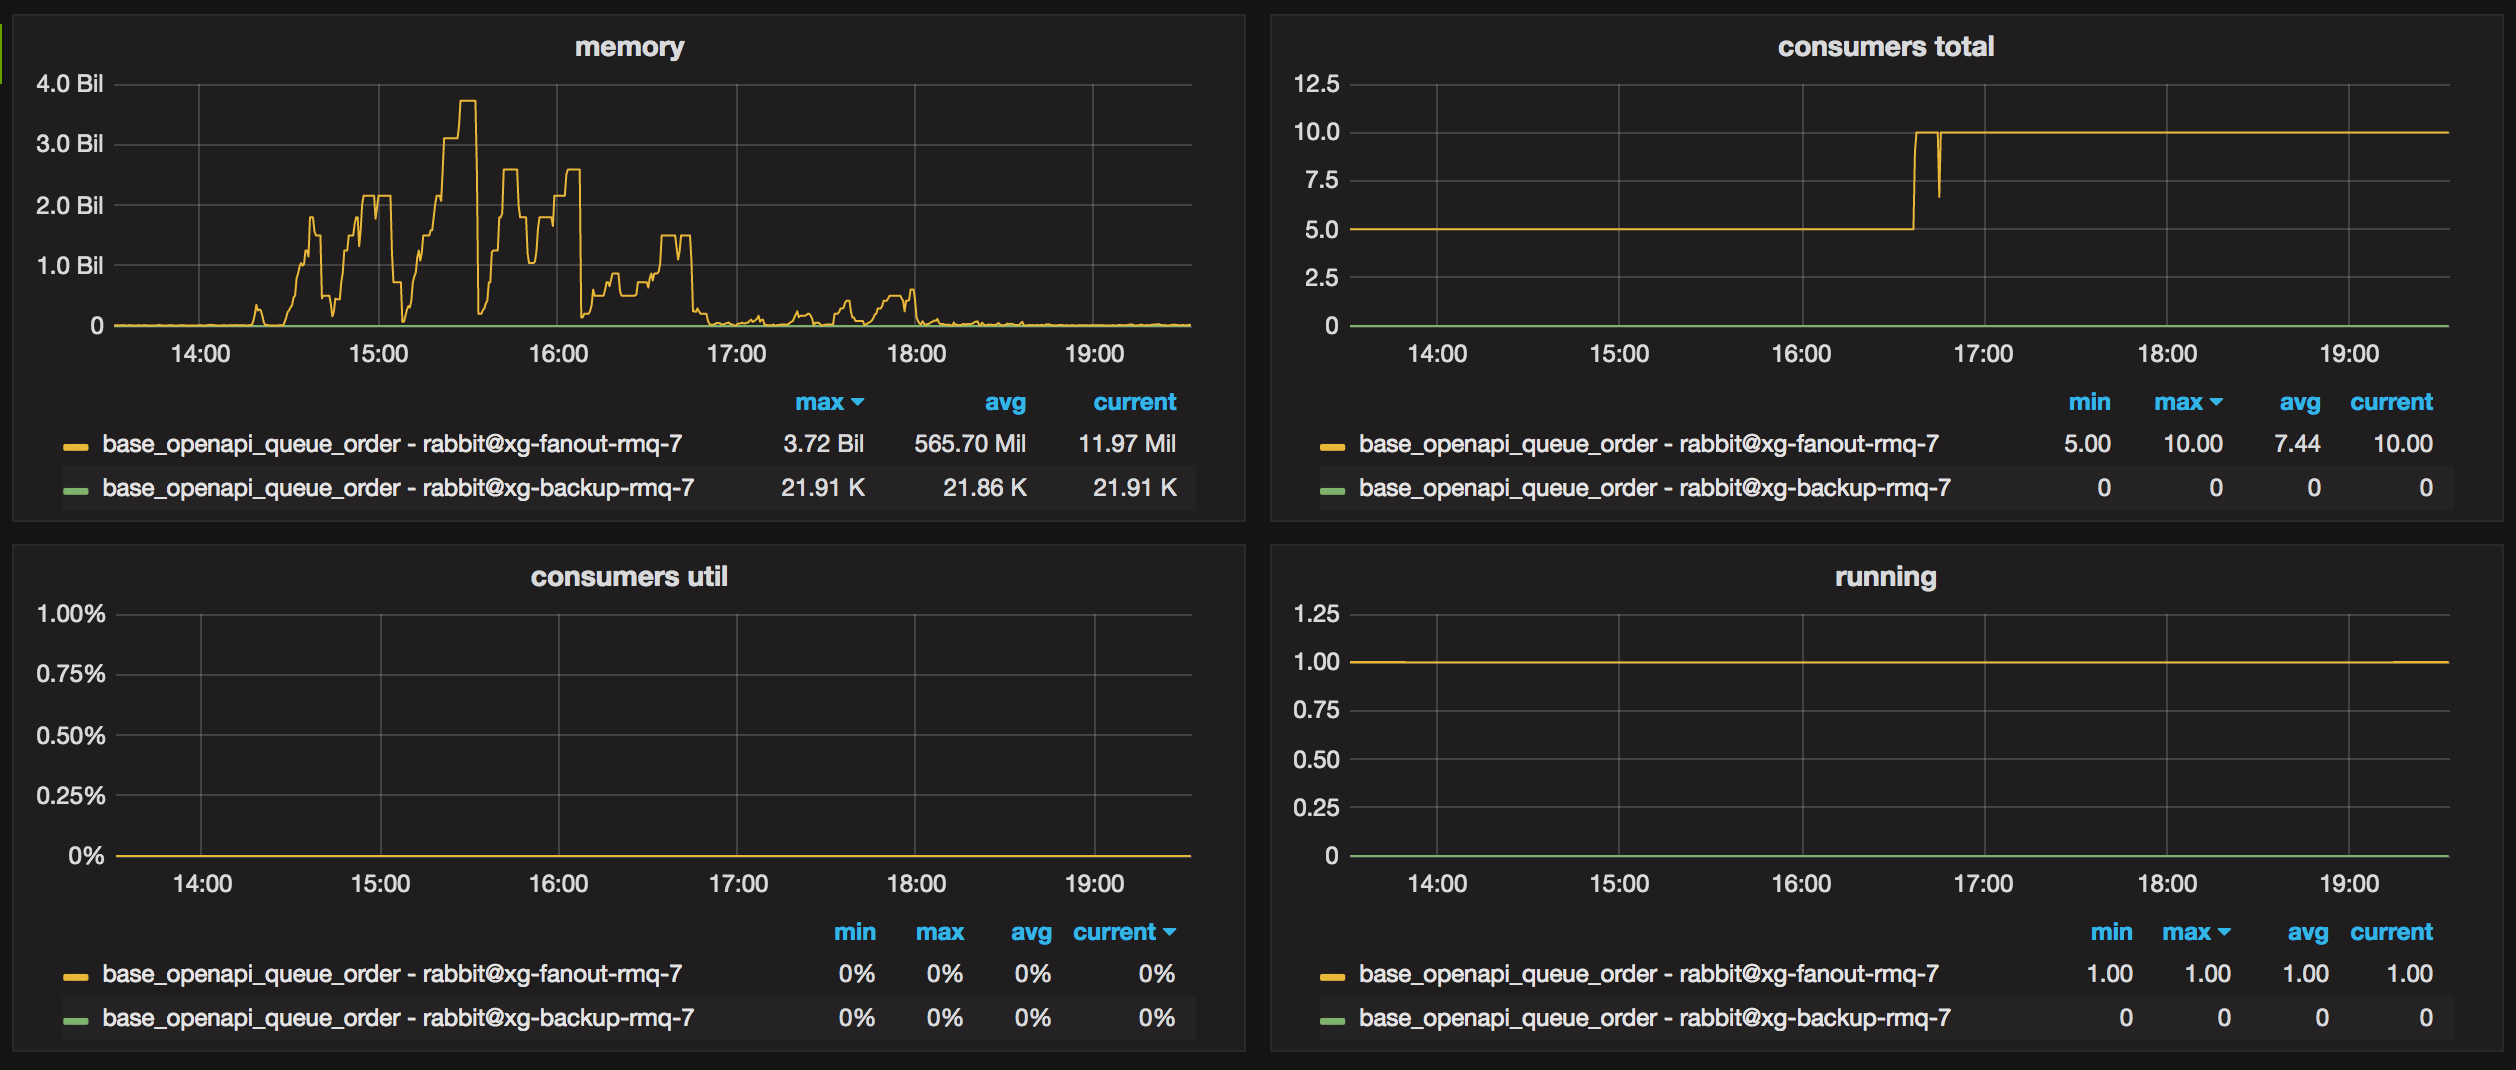 memory
4.0 Bil
3.0 Bil
2.0 Bil
1.0 Bil
0
14:00 15:00 16:00 17:00 18:00 19:00
max avg current
base_openapi_queue_order - rabbit@xg-fanout-rmq-7 3.72 Bil 565.70 Mil 11.97 Mil
base_openapi_queue_order - rabbit@xg-backup-rmq-7 21.91 K 21.86 K 21.91 K
consumers total
12.5
10.0
7.5
5.0
2.5
0
14:00 15:00 16:00 17:00 18:00 19:00
min max avg current
base_openapi_queue_order - rabbit@xg-fanout-rmq-7 5.00 10.00 7.44 10.00
base_openapi_queue_order - rabbit@xg-backup-rmq-7 0 0 0 0
consumers util
1.00%
0.75%
0.50%
0.25%
0%
14:00 15:00 16:00 17:00 18:00 19:00
min max avg current
base_openapi_queue_order - rabbit@xg-fanout-rmq-7 0% 0% 0% 0%
base_openapi_queue_order - rabbit@xg-backup-rmq-7 0% 0% 0% 0%
running
1.25
1.00
0.75
0.50
0.25
0
14:00 15:00 16:00 17:00 18:00 19:00
min max avg current
base_openapi_queue_order - rabbit@xg-fanout-rmq-7 1.00 1.00 1.00 1.00
base_openapi_queue_order - rabbit@xg-backup-rmq-7 0 0 0 0